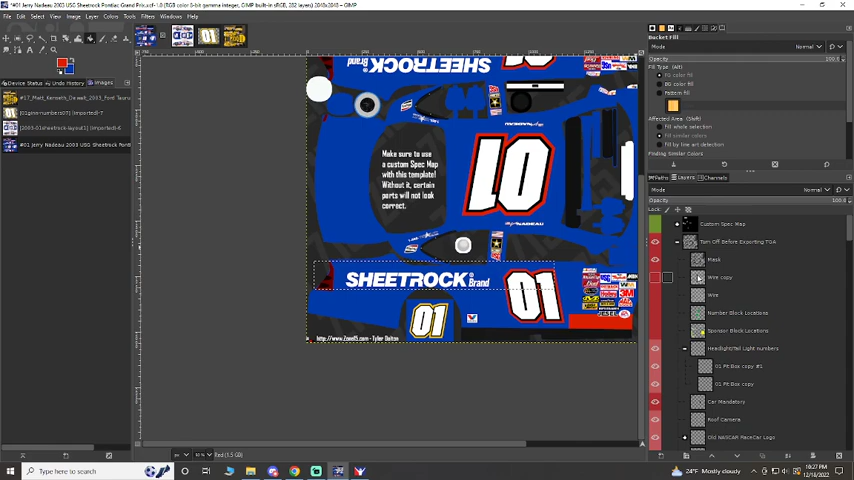 *#01 Jerry Nadeau 2003 USG Sheetrock Pontiac Grand Prix.xcf-1.0 (RGB color 8-bit gamma integer, GIMP built-in sRGB, 352 layers) 2048x2048 – GIMP
File Edit Select View Image Layer Colors Tools Filters Windows Help
Device Status Undo History Images
#17_Matt_Kenseth_Dewalt_2003_Ford Taurus
[2003-01sheetrock-layout1] (imported)-6
#01 Jerry Nadeau 2003 USG Sheetrock Pont
SHEETROCK Brand
Make sure to use
a custom Spec Map
with this template!
Without it, certain
parts will not look
correct.
01
NADEAU
SHEETROCK Brand
01
01
http://www.Zone15.com - Tyler Dalton
Red (1.5 GB)
Bucket Fill
Mode
Normal
Opacity
100.0
Fill Type (Alt)
FG color fill
BG color fill
Pattern fill
Affected Area (Shift)
Fill whole selection
Fill similar colors
Fill by line art detection
Finding Similar Colors
Paths Layers Channels
Mode
Normal
Opacity
100.0
Lock:
Custom Spec Map
Turn Off Before Exporting TGA
Mask
Wire copy
Wire
Number Block Locations
Sponsor Block Locations
Headlight/Tail Light numbers
01 Pit Box copy #1
01 Pit Box copy
Car Mandatory
Roof Camera
Old NASCAR RaceCar Logo
Type here to search
24°F Mostly cloudy
10:27 PM
12/18/2022